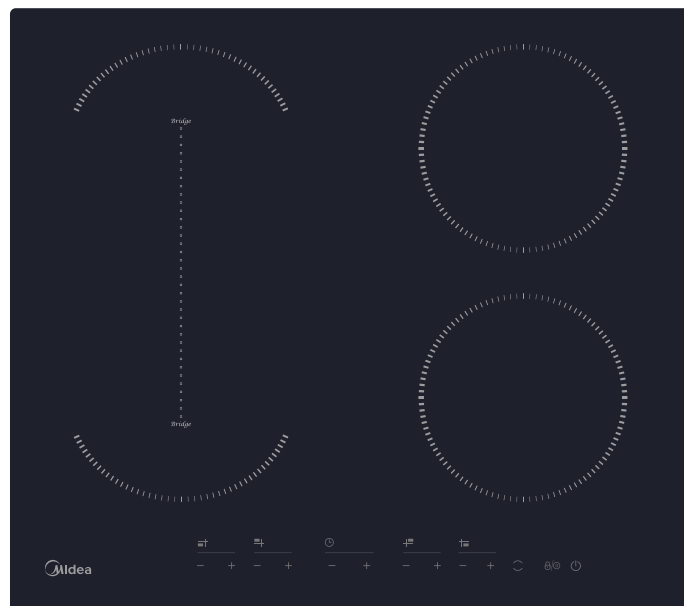 Bridge
Bridge
Midea
− + − + − + − + − +